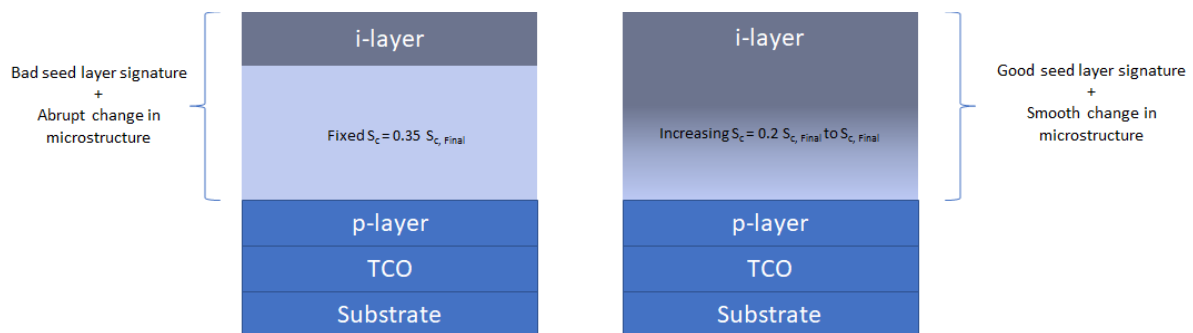 Bad seed layer signature
+
Abrupt change in
microstructure
i-layer
Fixed Sc = 0.35 Sc, Final
p-layer
TCO
Substrate
i-layer
Increasing Sc = 0.2 Sc, Final to Sc, Final
p-layer
TCO
Substrate
Good seed layer signature
+
Smooth change in
microstructure